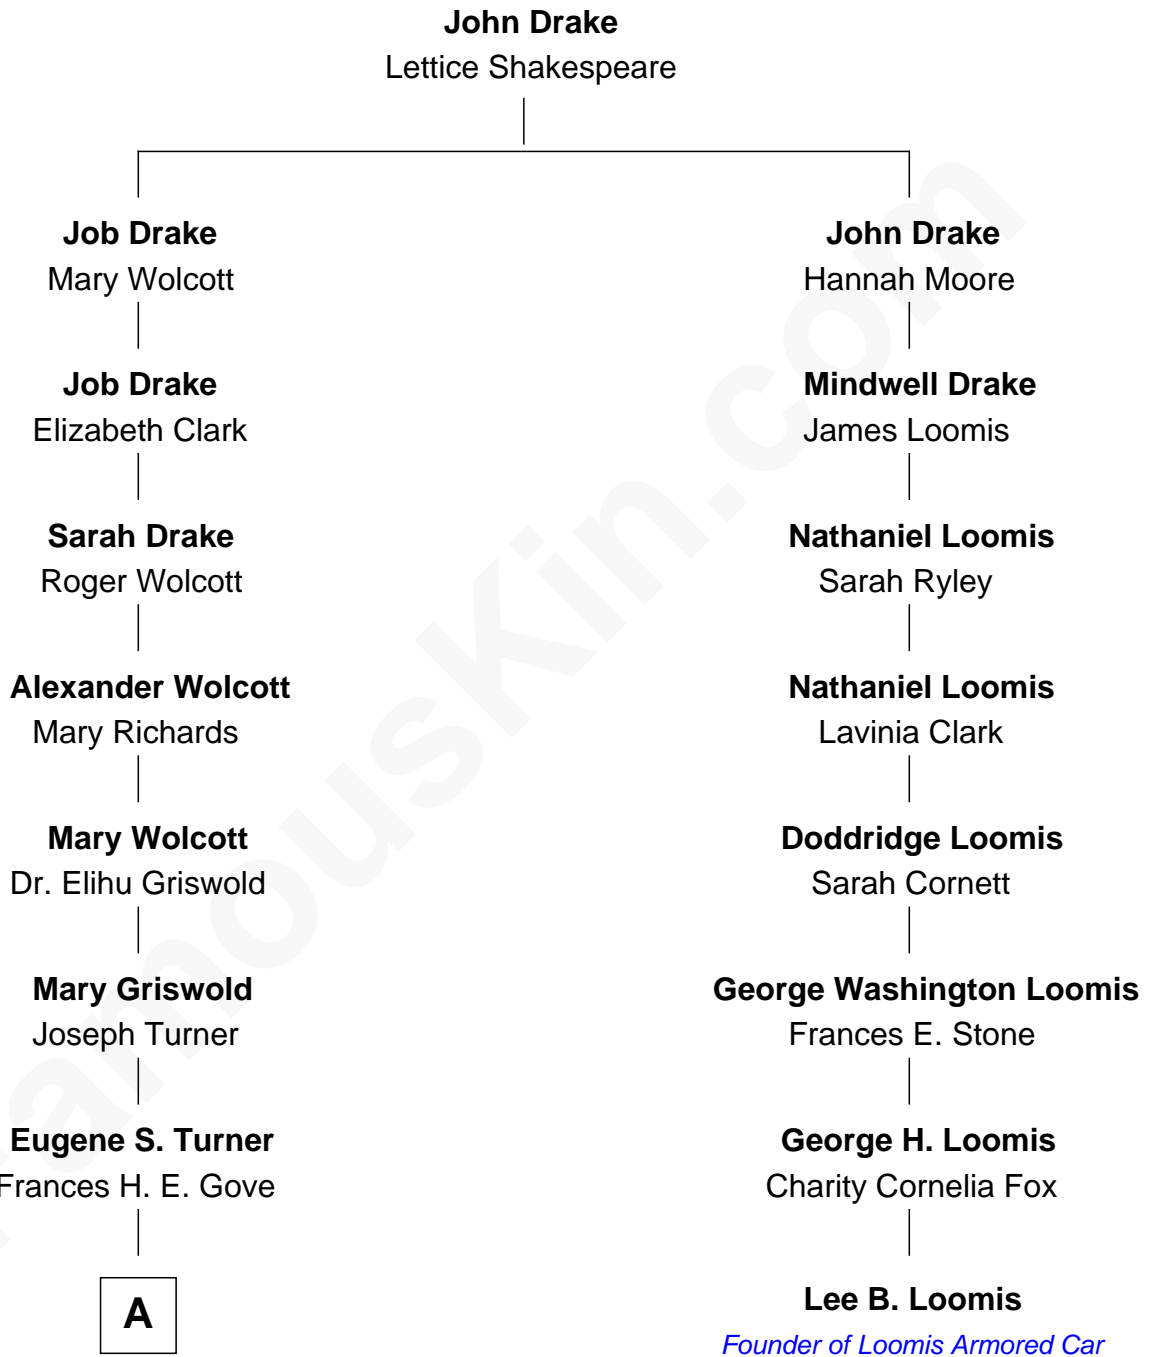 John Drake
Lettice Shakespeare
Job Drake
Mary Wolcott
John Drake
Hannah Moore
Job Drake
Elizabeth Clark
Mindwell Drake
James Loomis
Sarah Drake
Roger Wolcott
Nathaniel Loomis
Sarah Ryley
Alexander Wolcott
Mary Richards
Nathaniel Loomis
Lavinia Clark
Mary Wolcott
Dr. Elihu Griswold
Doddridge Loomis
Sarah Cornett
Mary Griswold
Joseph Turner
George Washington Loomis
Frances E. Stone
Eugene S. Turner
Frances H. E. Gove
George H. Loomis
Charity Cornelia Fox
A
Lee B. Loomis
Founder of Loomis Armored Car
FamousKin.com